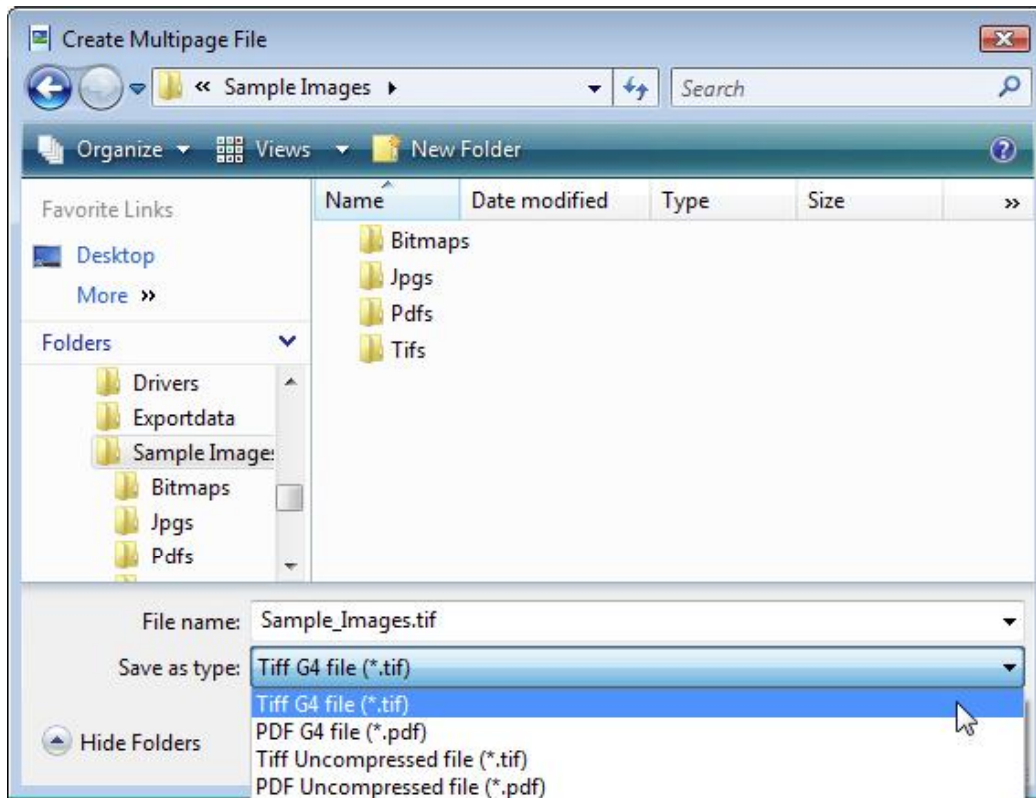 Create Multipage File
« Sample Images
Search
Organize Views New Folder
Favorite Links
Desktop
More »
Folders
Drivers
Exportdata
Sample Images
Bitmaps
Jpgs
Pdfs
Name Date modified Type Size »
Bitmaps
Jpgs
Pdfs
Tifs
File name: Sample_Images.tif
Save as type: Tiff G4 file (*.tif)
Tiff G4 file (*.tif)
PDF G4 file (*.pdf)
Tiff Uncompressed file (*.tif)
PDF Uncompressed file (*.pdf)
Hide Folders